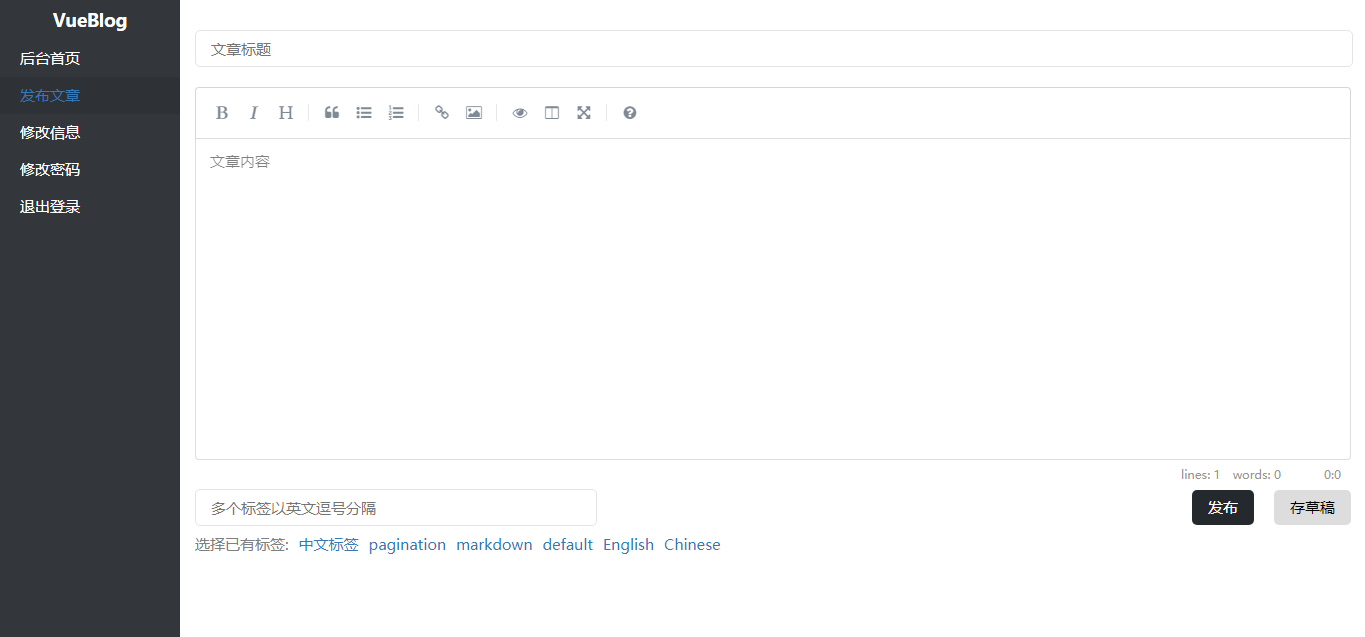 VueBlog
后台首页
发布文章
修改信息
修改密码
退出登录
文章标题
B I H
文章内容
lines: 1 words: 0 0:0
多个标签以英文逗号分隔
发布 存草稿
选择已有标签: 中文标签 pagination markdown default English Chinese